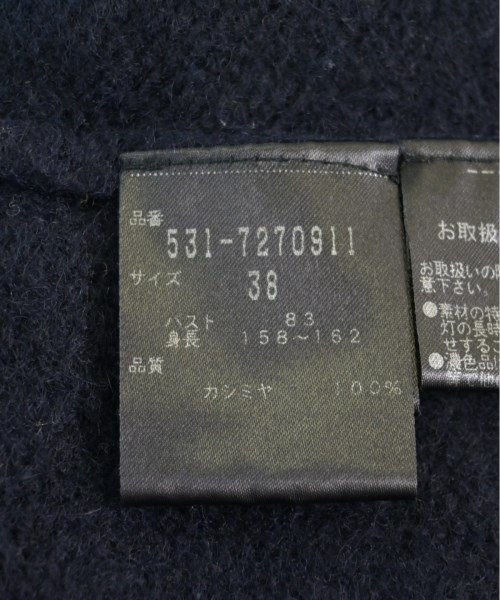 品番
531-7270911
サイズ
38
バスト 83
身長 158～162
品質
カシミヤ 100%
お取扱
お取扱いの
意下さい。
●素材の特
灯の長時
せするこ
●濃色品